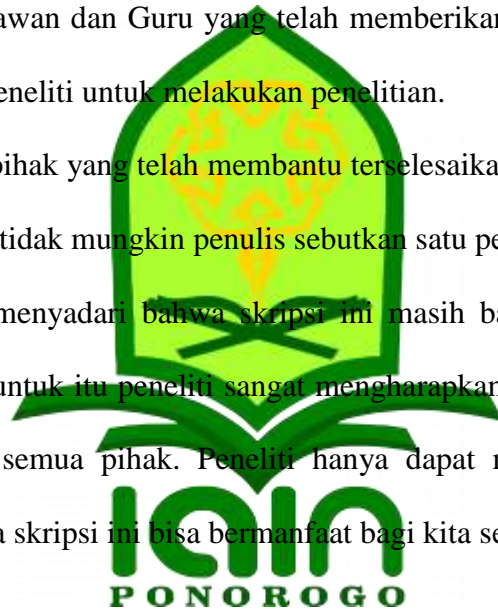 awan dan Guru yang telah memberikan
eneliti untuk melakukan penelitian.
pihak yang telah membantu terselesaika
tidak mungkin penulis sebutkan satu pe
menyadari bahwa skripsi ini masih ba
untuk itu peneliti sangat mengharapkan
semua pihak. Peneliti hanya dapat
a skripsi ini bisa bermanfaat bagi kita se
iain
PONOROGO